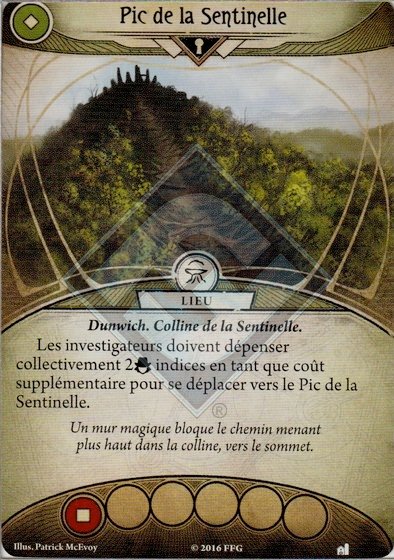 Pic de la Sentinelle
LIEU
Dunwich. Colline de la Sentinelle.
Les investigateurs doivent dépenser
collectivement 2 indices en tant que coût
supplémentaire pour se déplacer vers le Pic de la
Sentinelle.
Un mur magique bloque le chemin menant
plus haut dans la colline, vers le sommet.
®
Illus. Patrick McEvoy
© 2016 FFG